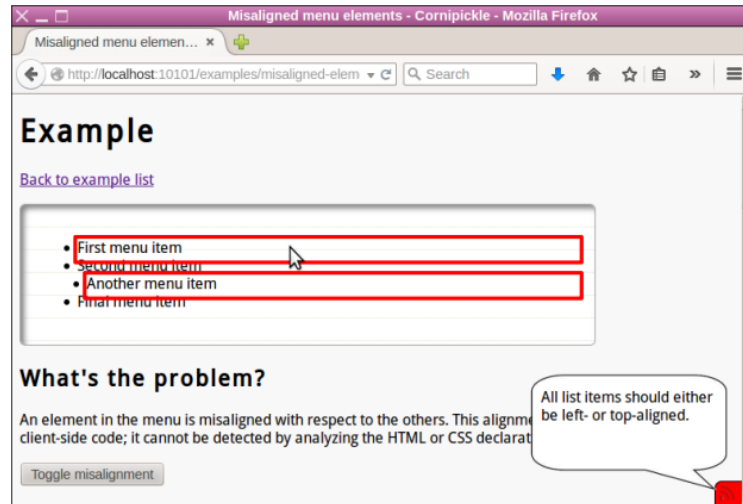 Misaligned menu elements - Cornipickle - Mozilla Firefox
Misaligned menu elemen...
http://localhost:10101/examples/misaligned-elem
Search
Example
Back to example list
First menu item
Second menu item
Another menu item
Final menu item
What's the problem?
An element in the menu is misaligned with respect to the others. This alignme
client-side code; it cannot be detected by analyzing the HTML or CSS declarat
All list items should either
be left- or top-aligned.
Toggle misalignment